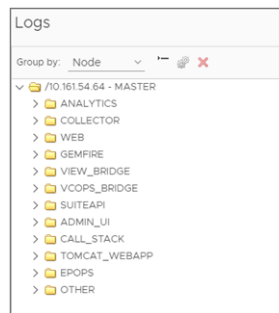 Logs
Group by: Node
/10.161.54.64 - MASTER
ANALYTICS
COLLECTOR
WEB
GEMFIRE
VIEW_BRIDGE
VCOPS_BRIDGE
SUITEAPI
ADMIN_UI
CALL_STACK
TOMCAT_WEBAPP
EPOPS
OTHER